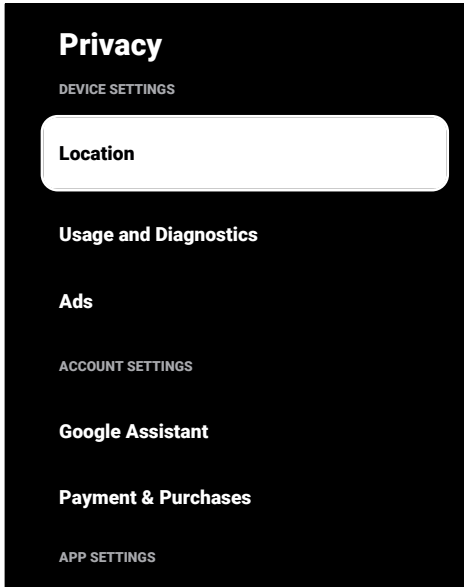 Privacy
DEVICE SETTINGS
Location
Usage and Diagnostics
Ads
ACCOUNT SETTINGS
Google Assistant
Payment & Purchases
APP SETTINGS